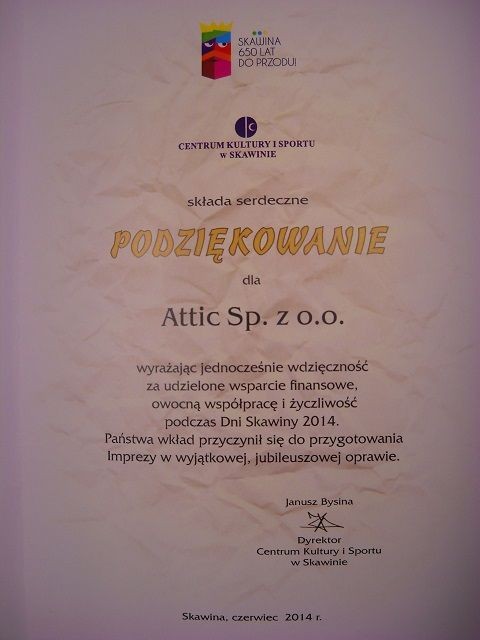 SKAWINA
650 LAT
DO PRZODU!
CENTRUM KULTURY I SPORTU
w SKAWINIE
składa serdeczne
PODZIĘKOWANIE
dla
Attic Sp. z o.o.
wyrażając jednocześnie wdzięczność
za udzielone wsparcie finansowe,
owocną współpracę i życzliwość
podczas Dni Skawiny 2014.
Państwa wkład przyczynił się do przygotowania
Imprezy w wyjątkowej, jubileuszowej oprawie.
Janusz Bysina
Dyrektor
Centrum Kultury i Sportu
w Skawinie
Skawina, czerwiec 2014 r.